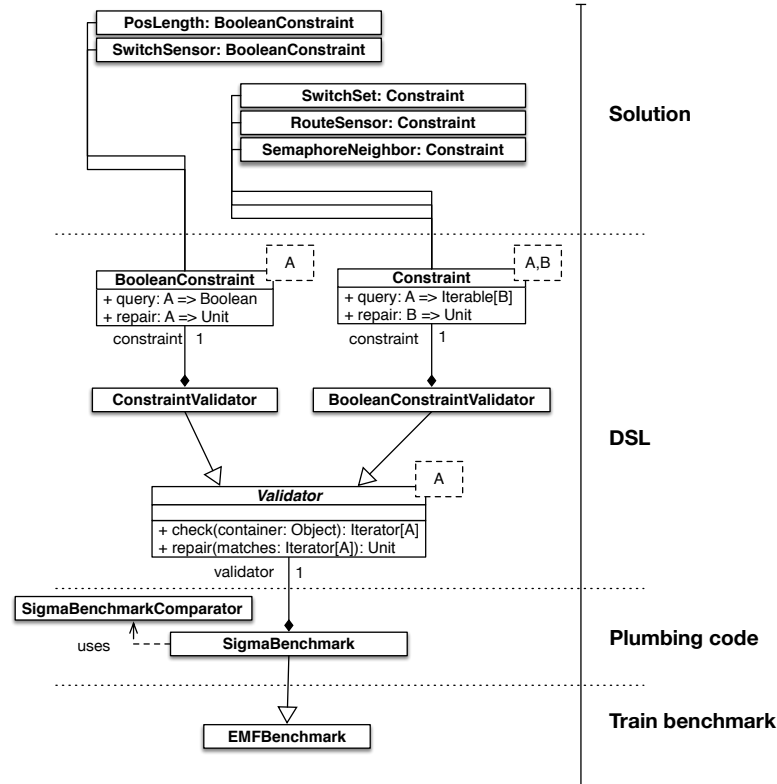 PosLength: BooleanConstraint
SwitchSensor: BooleanConstraint
SwitchSet: Constraint
RouteSensor: Constraint
SemaphoreNeighbor: Constraint
Solution
A
BooleanConstraint
+ query: A => Boolean
+ repair: A => Unit
A,B
Constraint
+ query: A => Iterable[B]
+ repair: B => Unit
constraint 1
constraint 1
ConstraintValidator
BooleanConstraintValidator
DSL
A
Validator
+ check(container: Object): Iterator[A]
+ repair(matches: Iterator[A]): Unit
validator 1
SigmaBenchmarkComparator
uses
SigmaBenchmark
Plumbing code
EMFBenchmark
Train benchmark